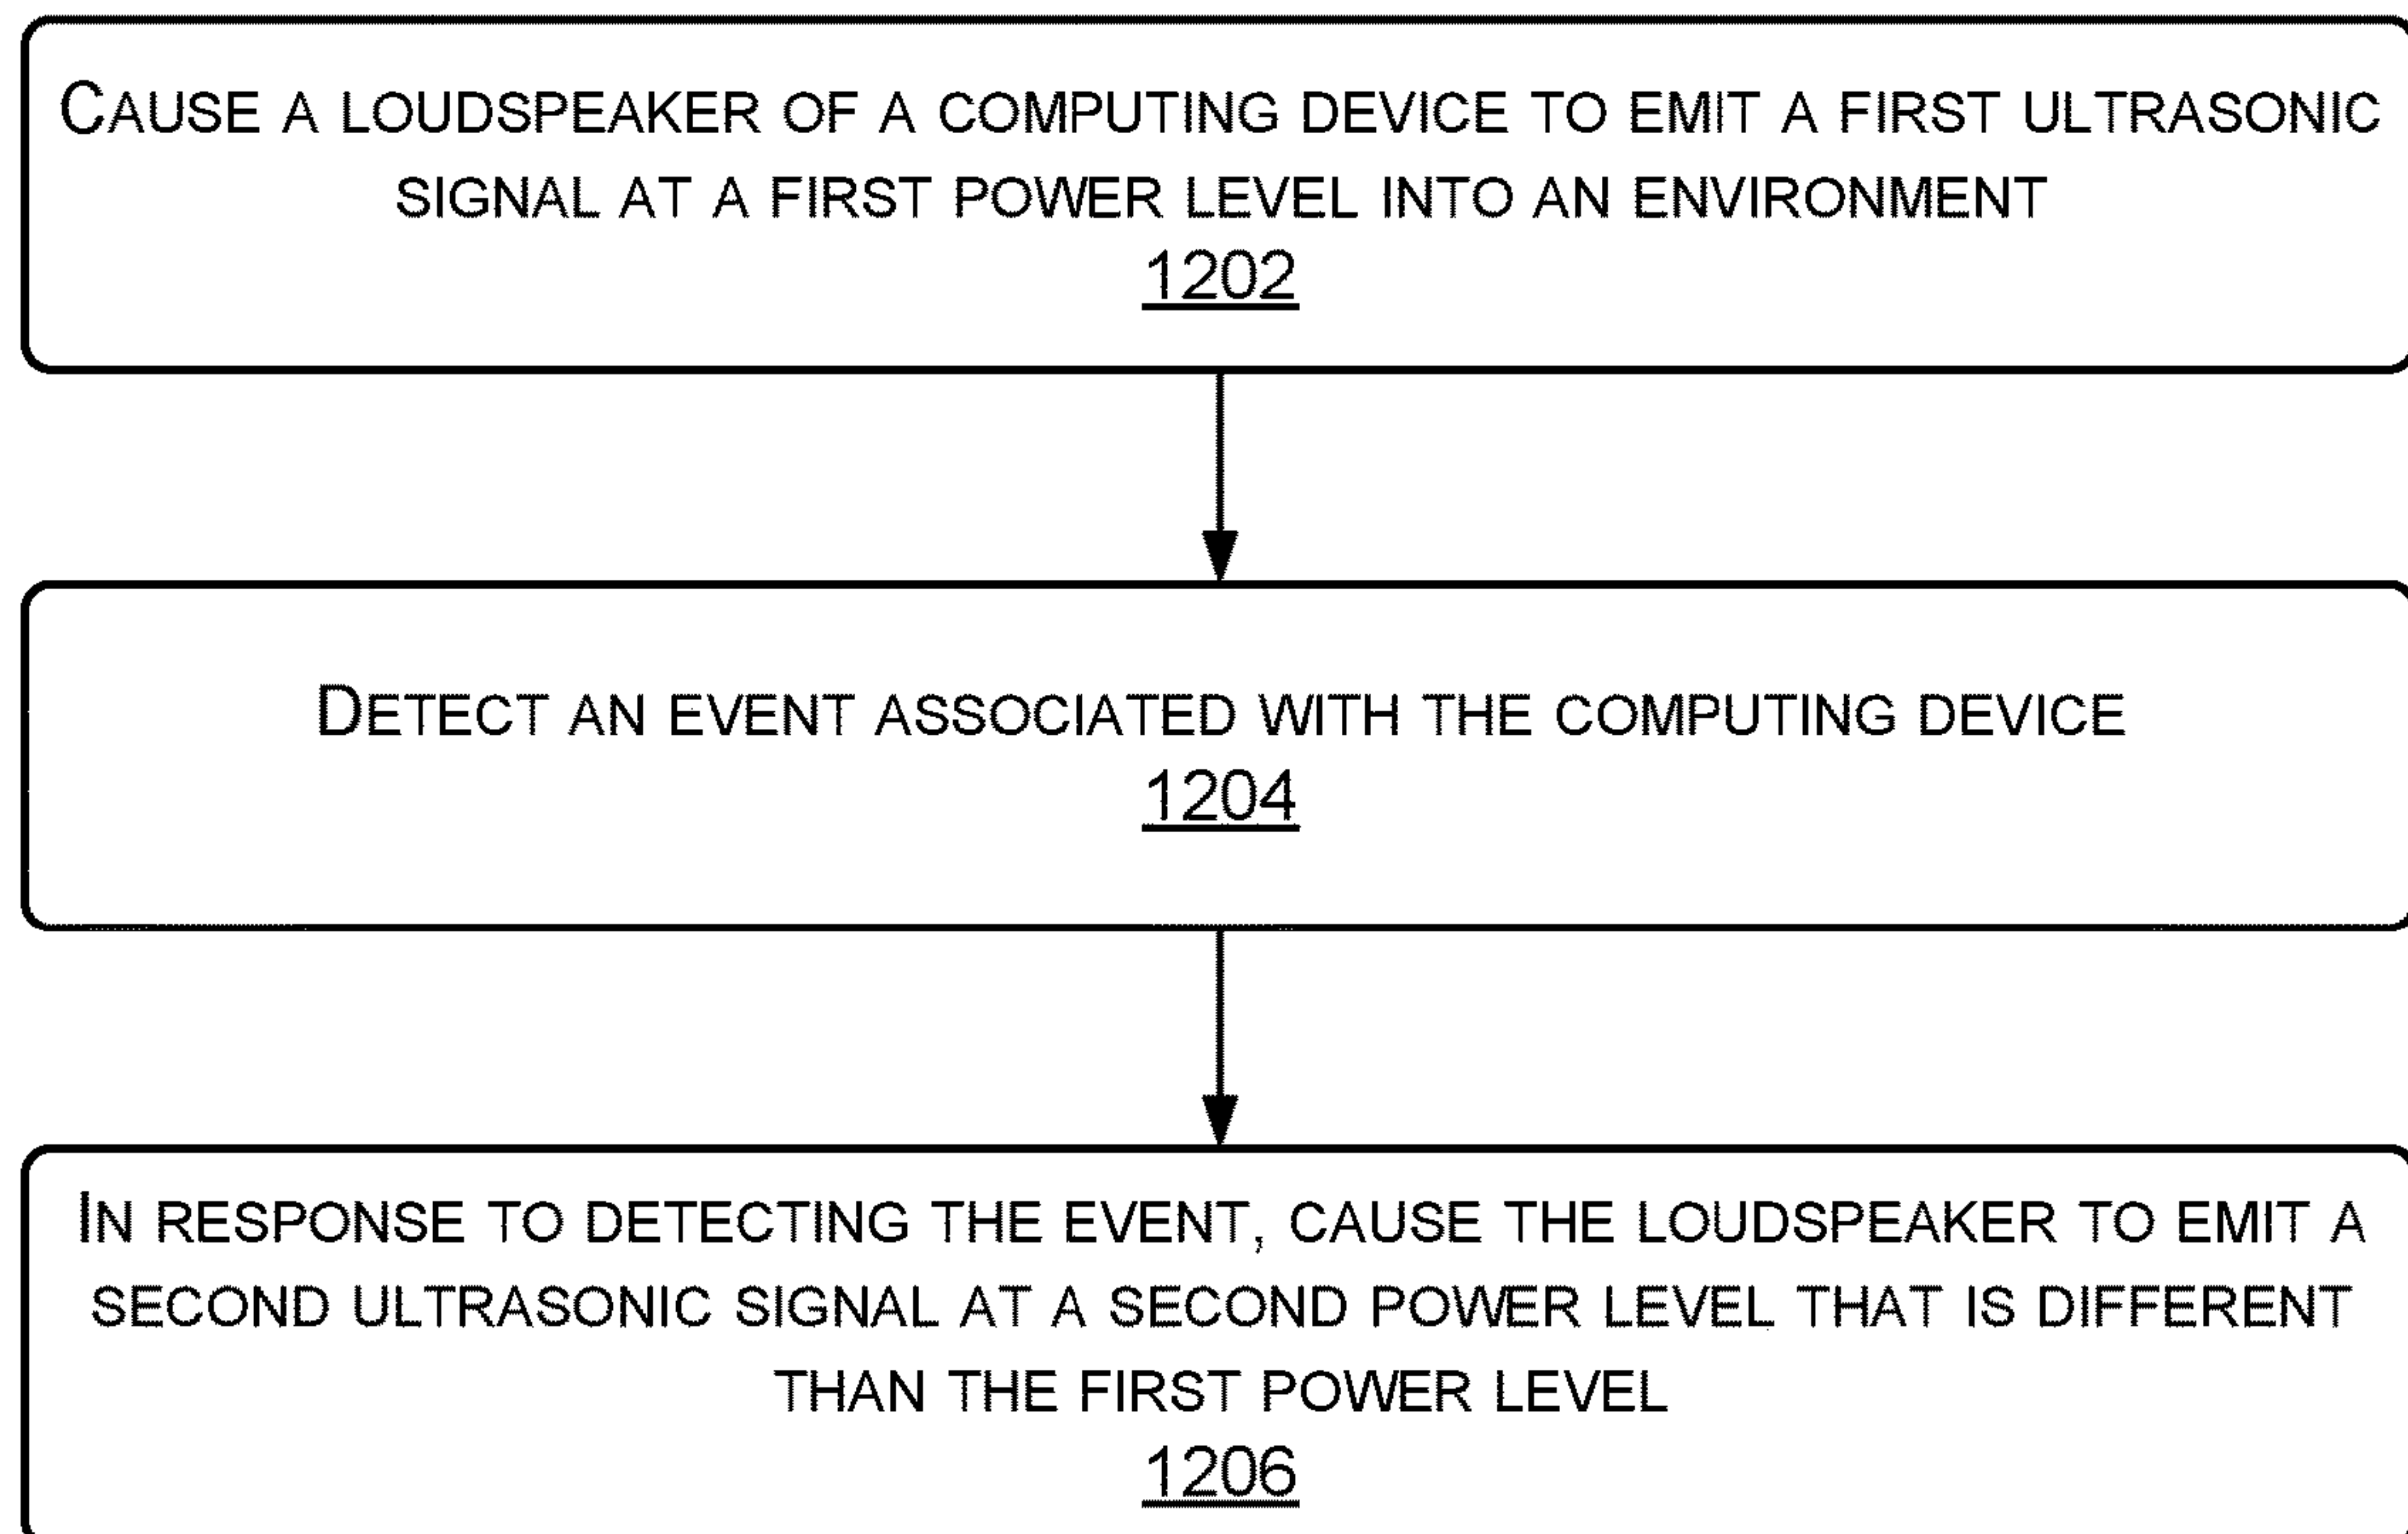 CAUSE A LOUDSPEAKER OF A COMPUTING DEVICE TO EMIT A FIRST ULTRASONIC
SIGNAL AT A FIRST POWER LEVEL INTO AN ENVIRONMENT
1202
DETECT AN EVENT ASSOCIATED WITH THE COMPUTING DEVICE
1204
IN RESPONSE TO DETECTING THE EVENT, CAUSE THE LOUDSPEAKER TO EMIT A
SECOND ULTRASONIC SIGNAL AT A SECOND POWER LEVEL THAT IS DIFFERENT
THAN THE FIRST POWER LEVEL
1206